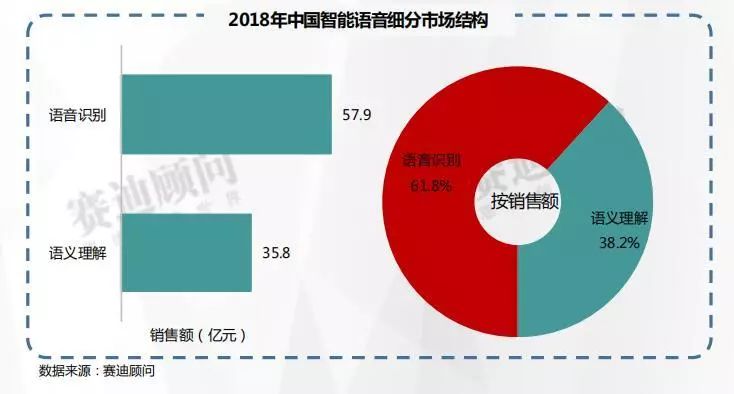 2018年中国智能语音细分市场结构
语音识别
57.9
语义理解
35.8
销售额（亿元）
语音识别
61.8%
按销售额
语义理解
38.2%
赛迪顾问
数据来源：赛迪顾问